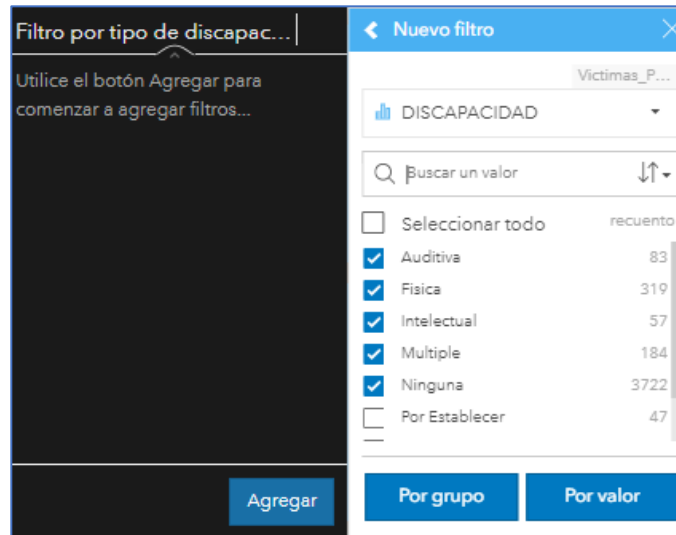 Filtro por tipo de discapac...
Utilice el botón Agregar para
comenzar a agregar filtros...
Agregar
Nuevo filtro
Victimas_P...
DISCAPACIDAD
Buscar un valor
Seleccionar todo recuento
Auditiva 83
Fisica 319
Intelectual 57
Multiple 184
Ninguna 3722
Por Establecer 47
Por grupo Por valor